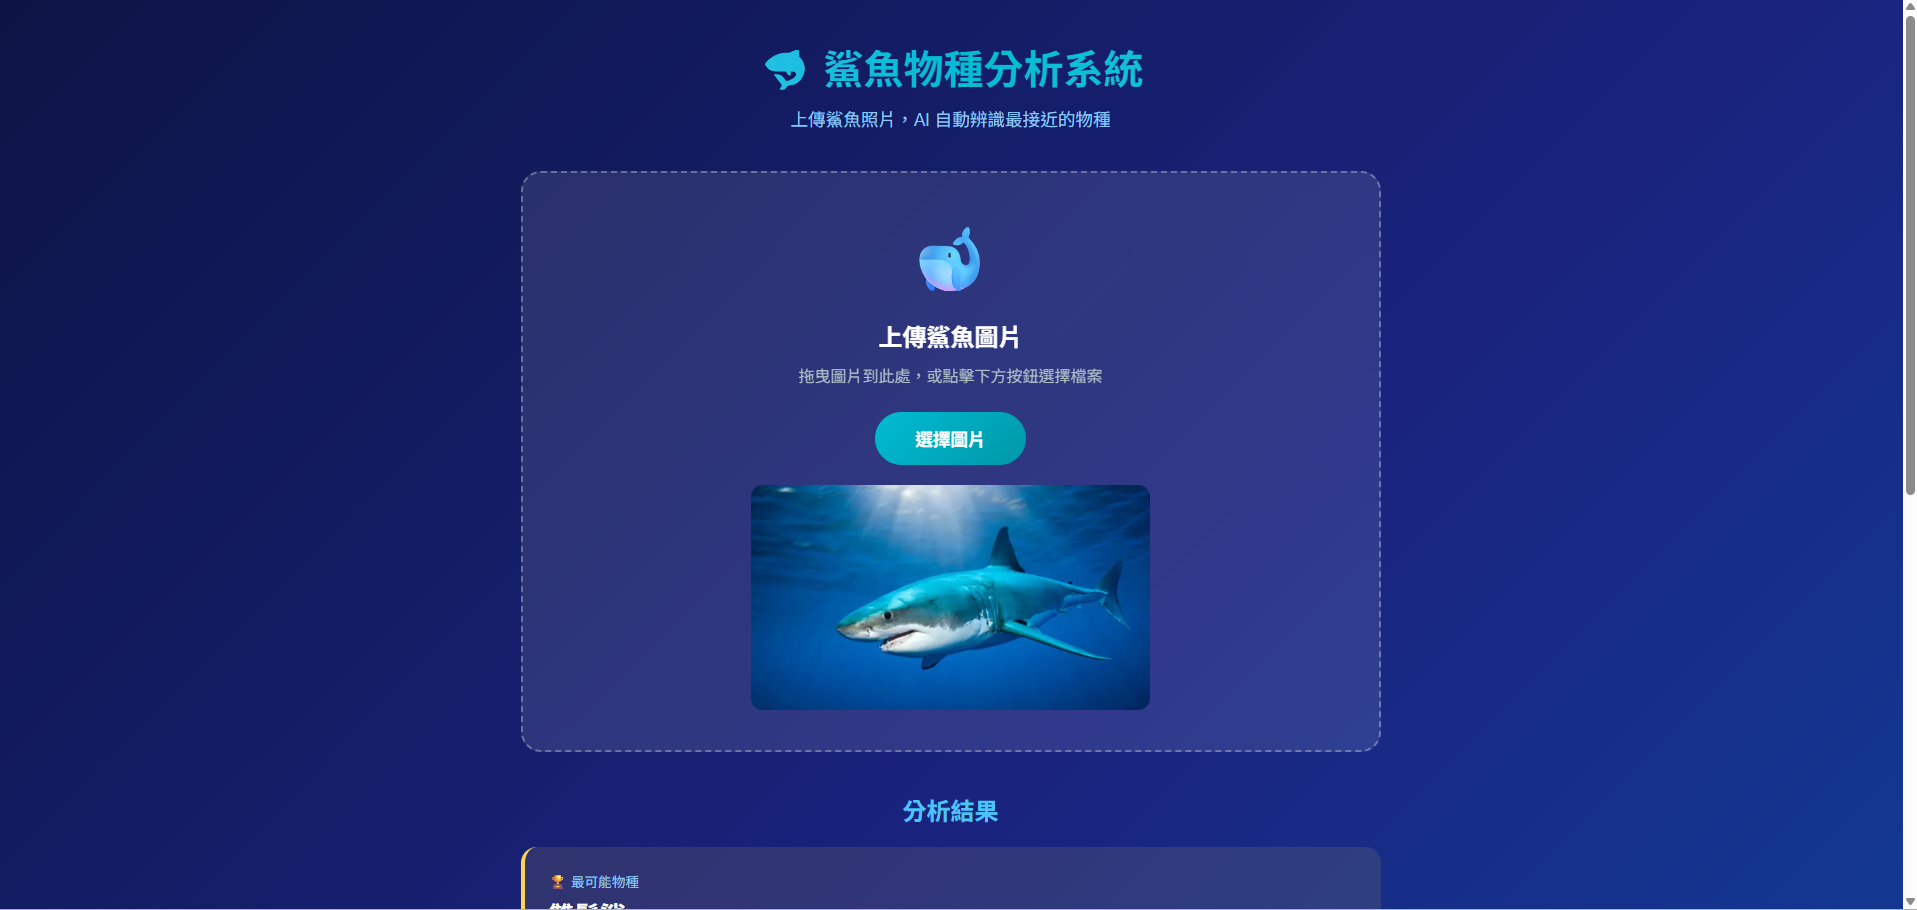 鯊魚物種分析系統
上傳鯊魚照片，AI 自動辨識最接近的物種
上傳鯊魚圖片
拖曳圖片到此處，或點擊下方按鈕選擇檔案
選擇圖片
分析結果
最可能物種